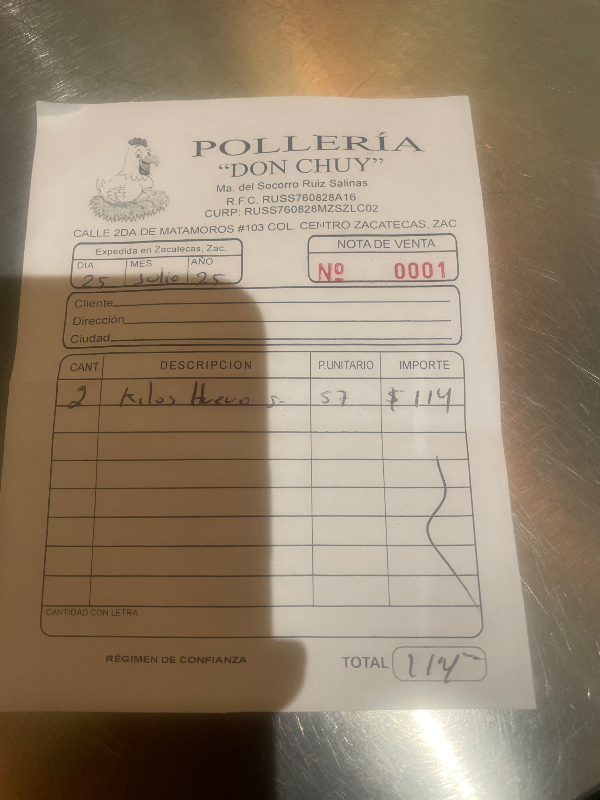 POLLERÍA
“DON CHUY”
Ma. del Socorro Ruiz Salinas
R.F.C. RUSS760828A16
CURP: RUSS760828MZSZLC02
CALLE 2DA DE MATAMOROS #103 COL. CENTRO ZACATECAS, ZAC
Expedida en Zacatecas, Zac.
DIA MES AÑO
25 Julio 25
NOTA DE VENTA
Nº 0001
Cliente
Dirección
Ciudad
CANT. DESCRIPCION P.UNITARIO IMPORTE
2 Kilos Huevo 57 $ 114
CANTIDAD CON LETRA
RÉGIMEN DE CONFIANZA
TOTAL 114